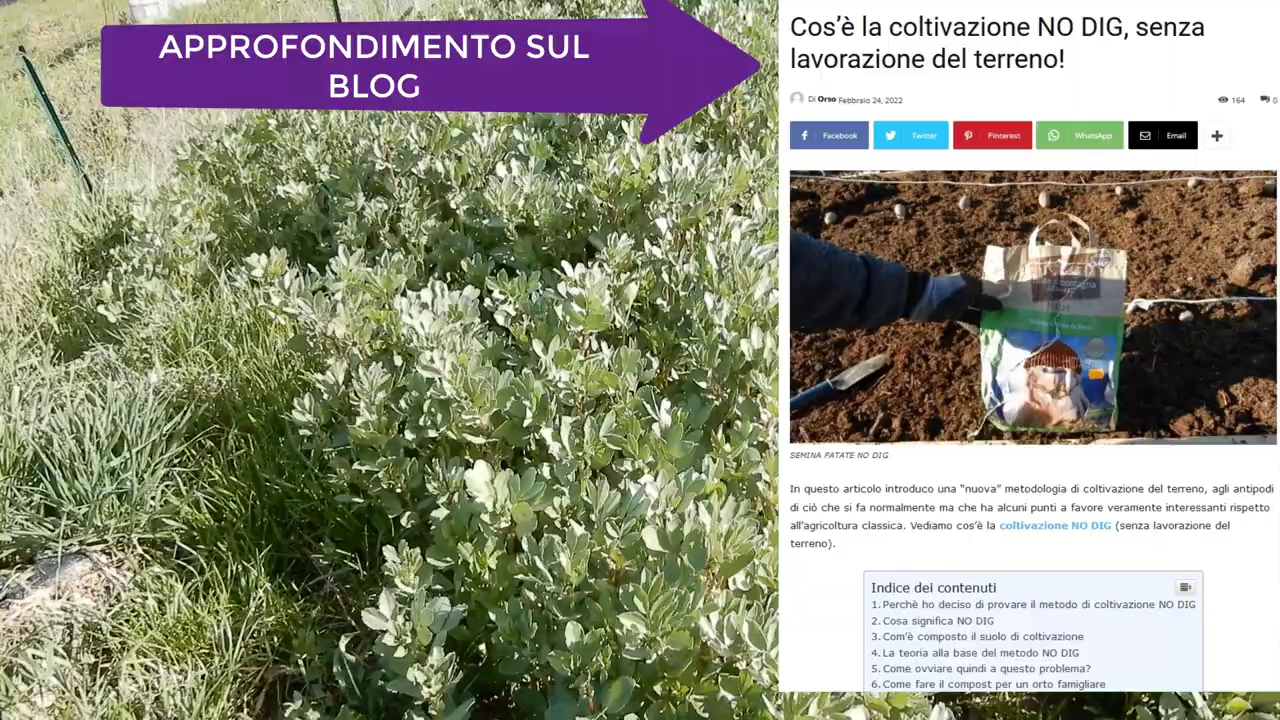 APPROFONDIMENTO SUL
BLOG
Cos'è la coltivazione NO DIG, senza
lavorazione del terreno!
Di Orso Febbraio 24, 2022
164
0
Facebook
Twitter
Pinterest
WhatsApp
Email
SEMINA PATATE NO DIG
In questo articolo introduco una “nuova” metodologia di coltivazione del terreno, agli antipodi
di ciò che si fa normalmente ma che ha alcuni punti a favore veramente interessanti rispetto
all’agricoltura classica. Vediamo cos’è la coltivazione NO DIG (senza lavorazione del
terreno).
Indice dei contenuti
1. Perchè ho deciso di provare il metodo di coltivazione NO DIG
2. Cosa significa NO DIG
3. Com’è composto il suolo di coltivazione
4. La teoria alla base del metodo NO DIG
5. Come ovviare quindi a questo problema?
6. Come fare il compost per un orto famigliare